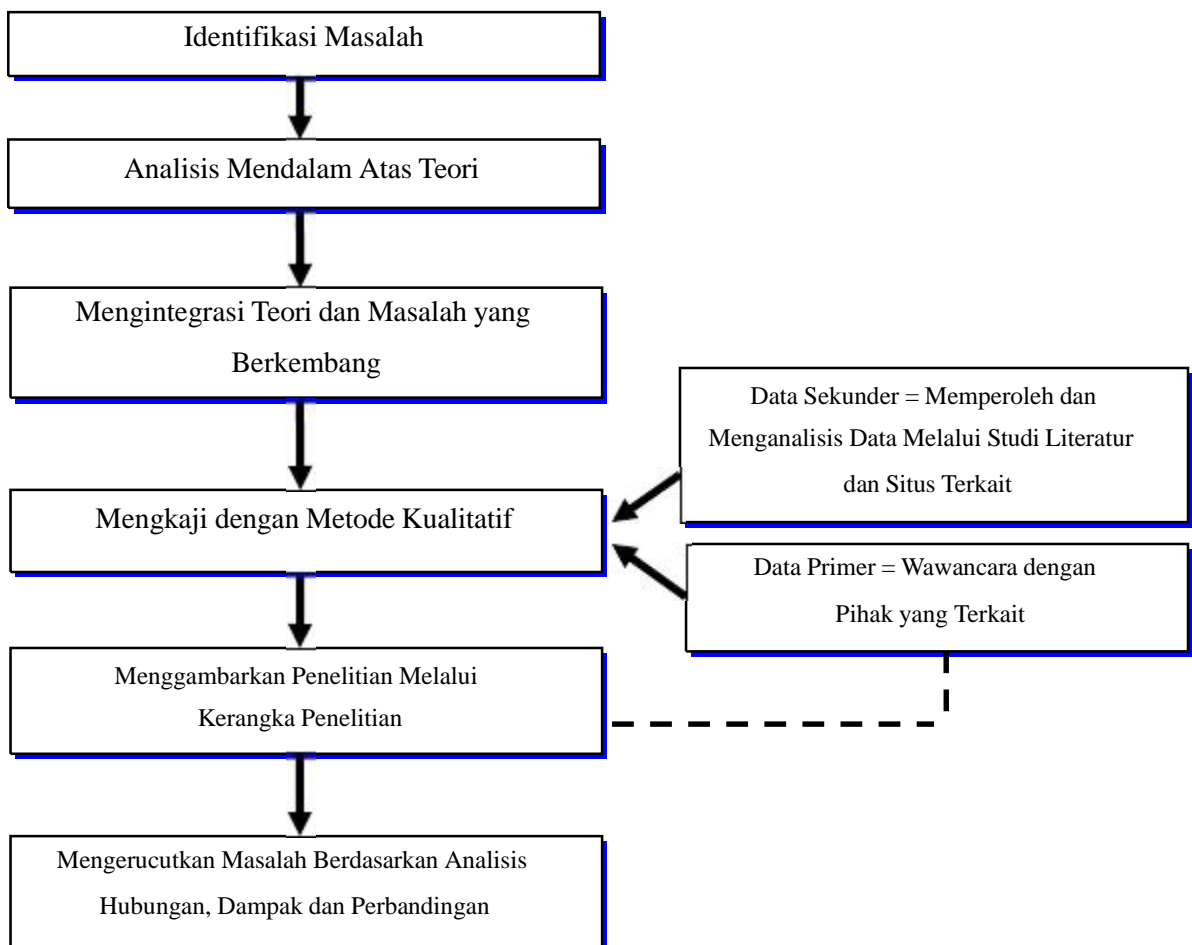 Identifikasi Masalah
Analisis Mendalam Atas Teori
Mengintegrasi Teori dan Masalah yang
Berkembang
Data Sekunder = Memperoleh dan
Menganalisis Data Melalui Studi Literatur
dan Situs Terkait
Mengkaji dengan Metode Kualitatif
Data Primer = Wawancara dengan
Pihak yang Terkait
Menggambarkan Penelitian Melalui
Kerangka Penelitian
Mengerucutkan Masalah Berdasarkan Analisis
Hubungan, Dampak dan Perbandingan